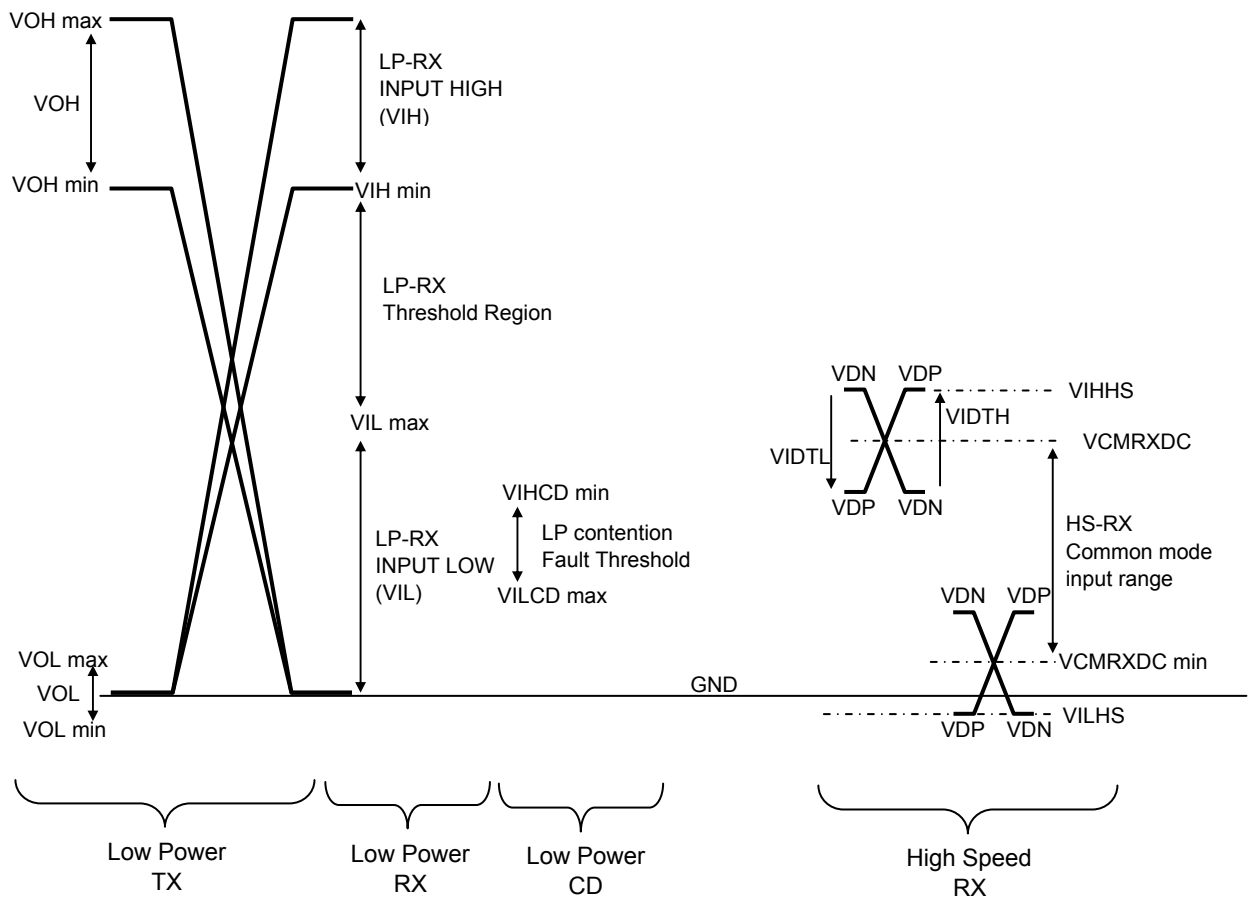 VOH max
VOH
VOH min
LP-RX
INPUT HIGH
(VIH)
VIH min
LP-RX
Threshold Region
VIL max
LP-RX
INPUT LOW
(VIL)
VIHCD min
LP contention
Fault Threshold
VILCD max
VOL max
VOL
VOL min
GND
VDN
VDP
VIHHS
VIDTH
VCMRXDC
VIDTL
VDP
VDN
HS-RX
Common mode
input range
VDN
VDP
VCMRXDC min
VILHS
VDP
VDN
Low Power
TX
Low Power
RX
Low Power
CD
High Speed
RX